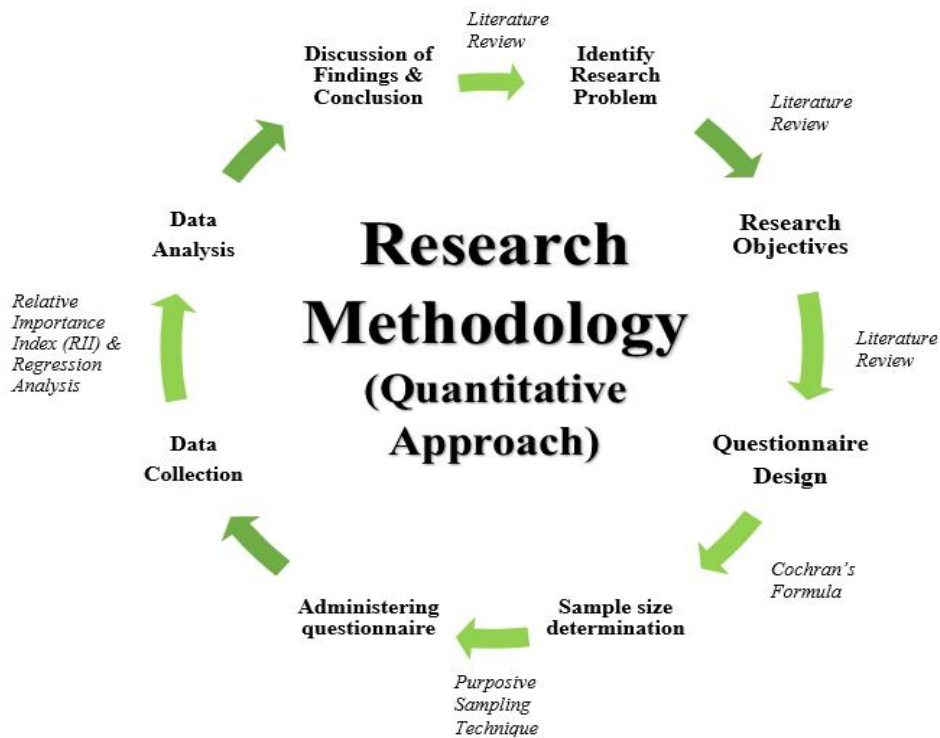 Literature
Review
Discussion of
Findings &
Conclusion
Identify
Research
Problem
Literature
Review
Research
Objectives
Literature
Review
Questionnaire
Design
Cochran's
Formula
Sample size
determination
Purposive
Sampling
Technique
Administering
questionnaire
Data
Collection
Relative
Importance
Index (RII) &
Regression
Analysis
Data
Analysis
Research
Methodology
(Quantitative
Approach)